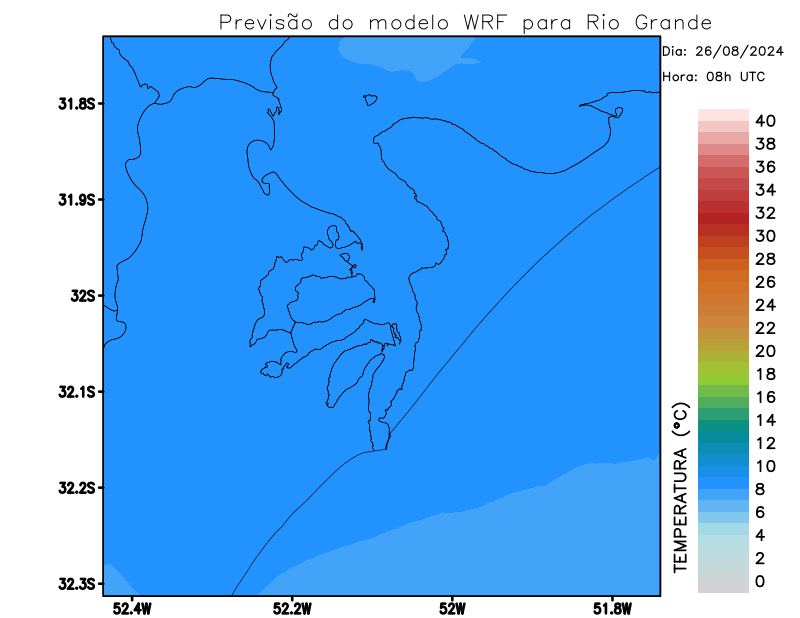 Previsão do modelo WRF para Rio Grande
Dia: 26/08/2024
Hora: 08h UTC
31.8S
31.9S
32S
32.1S
32.2S
32.3S
52.4W
52.2W
52W
51.8W
TEMPERATURA (°C)
40
38
36
34
32
30
28
26
24
22
20
18
16
14
12
10
8
6
4
2
0